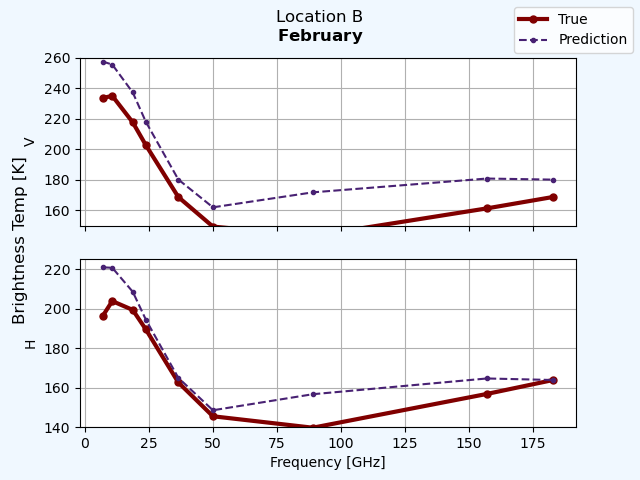 Location B
February
True
Prediction
Brightness Temp [K]
V
260
240
220
200
180
160
H
220
200
180
160
140
0 25 50 75 100 125 150 175
Frequency [GHz]